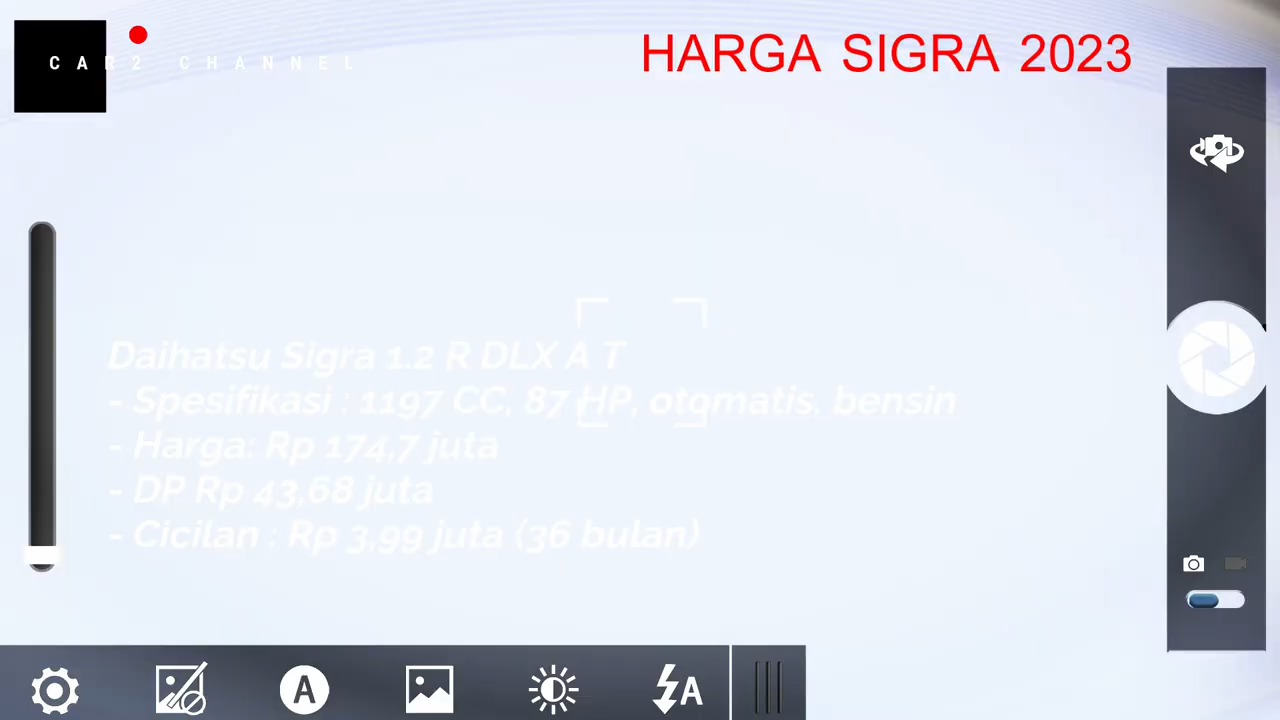 CAR2 CHANNEL
HARGA SIGRA 2023
Daihatsu Sigra 1.2 R DLX A T
- Spesifikasi : 1197 CC, 87 HP, otomatis, bensin
- Harga: Rp 174,7 juta
- DP Rp 43,68 juta
- Cicilan : Rp 3,99 juta (36 bulan)
A
A